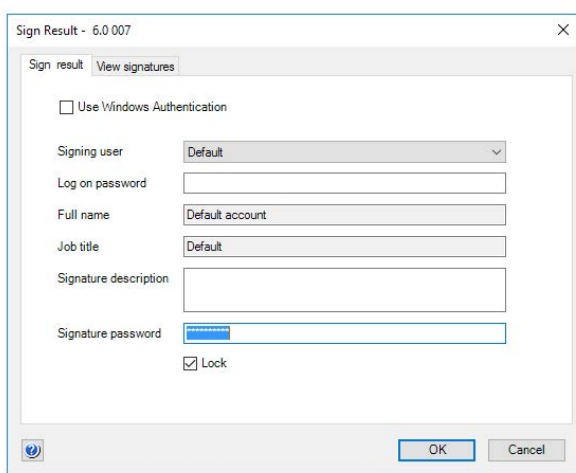 Sign Result - 6.0 007
Sign result View signatures
Use Windows Authentication
Signing user Default
Log on password
Full name Default account
Job title Default
Signature description
Signature password **********
Lock
OK Cancel